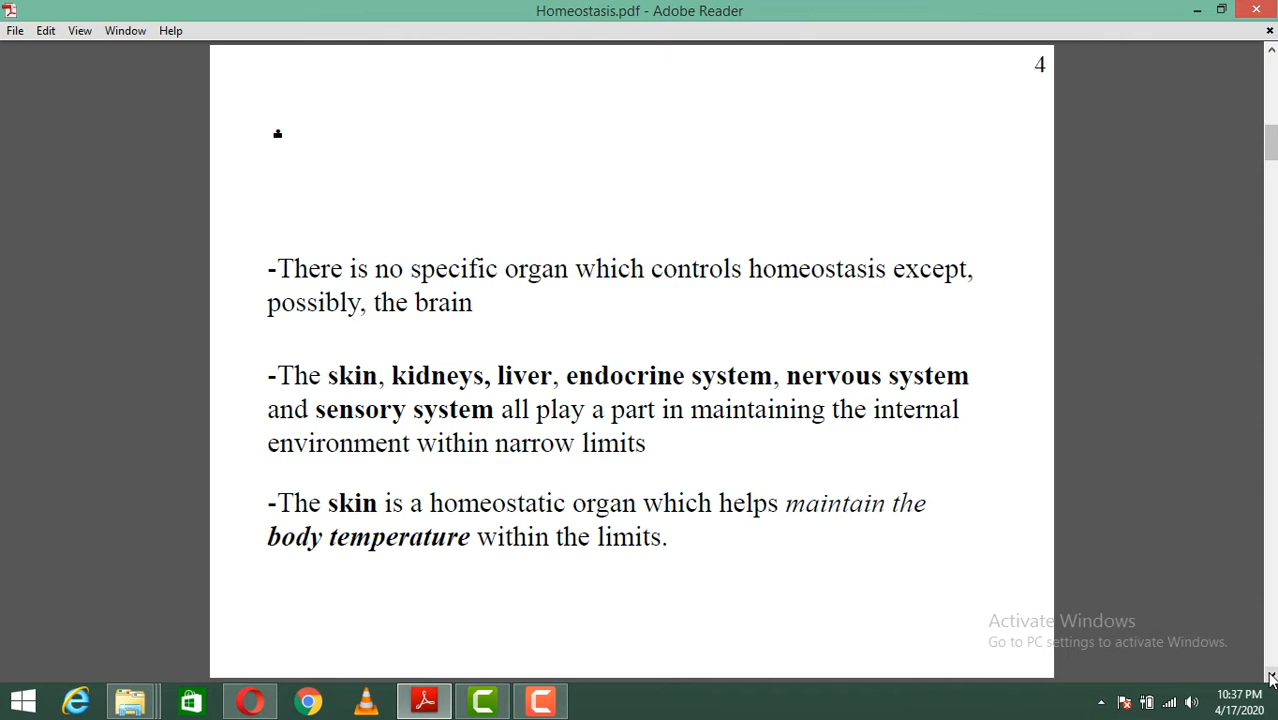 Homeostasis.pdf - Adobe Reader
File Edit View Window Help
4
-There is no specific organ which controls homeostasis except,
possibly, the brain
-The skin, kidneys, liver, endocrine system, nervous system
and sensory system all play a part in maintaining the internal
environment within narrow limits
-The skin is a homeostatic organ which helps maintain the
body temperature within the limits.
Activate Windows
Go to PC settings to activate Windows.
10:37 PM
4/17/2020